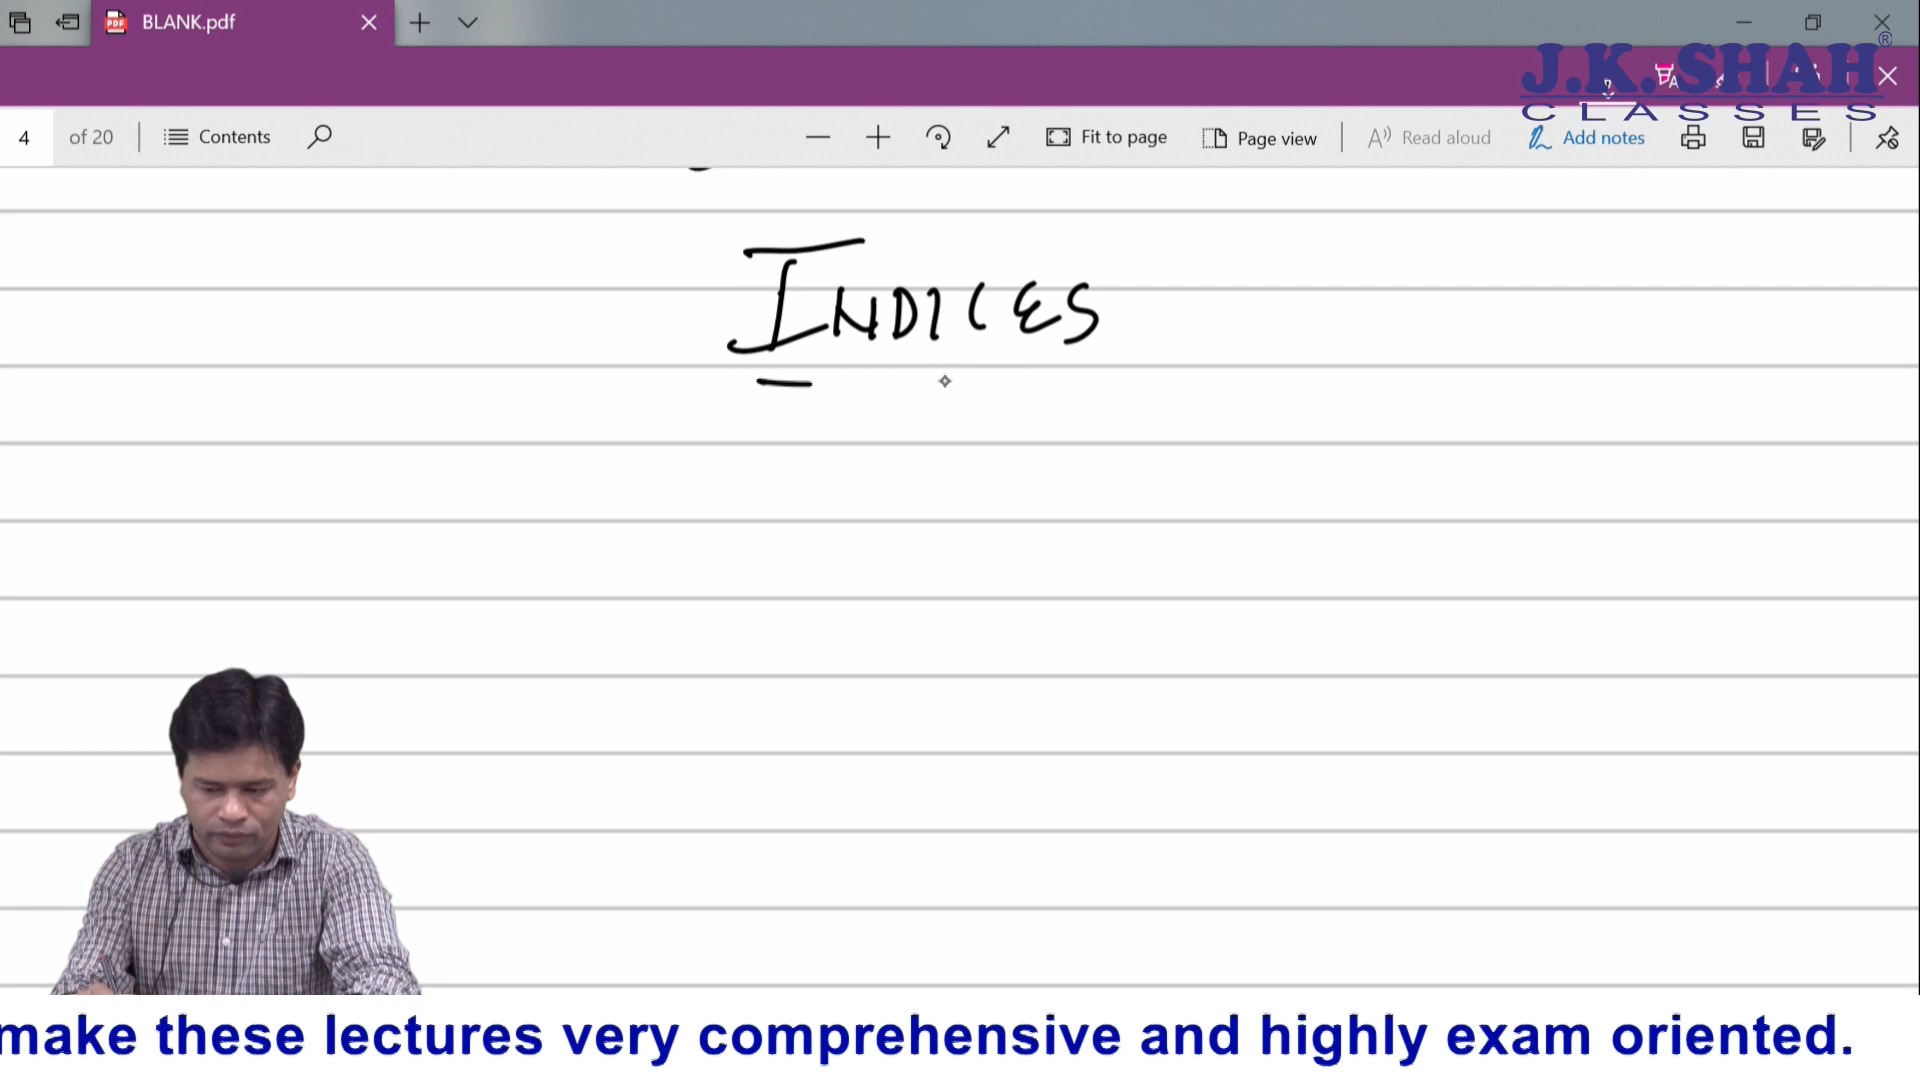 BLANK.pdf
J.K.SHAH®
CLASSES
4 of 20 Contents Fit to page Page view Read aloud Add notes
INDICES
make these lectures very comprehensive and highly exam oriented.